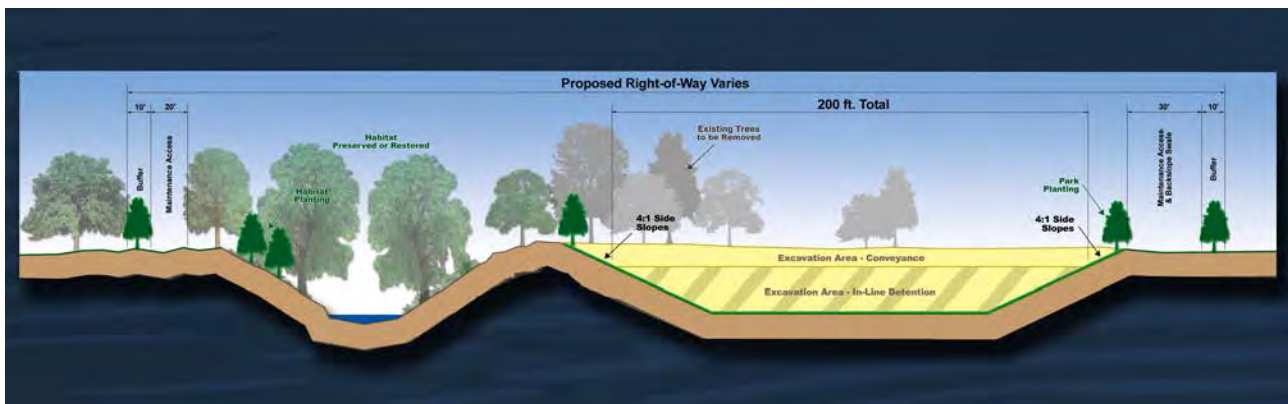 Proposed Right-of-Way Varies
10'
20'
200 ft. Total
30'
10'
Buffer
Maintenance Access
Habitat
Preserved or Restored
Habitat
Planting
Existing Trees
to be Removed
4:1 Side
Slopes
Park
Planting
4:1 Side
Slopes
Maintenance Access
& Backslope Swale
Buffer
Excavation Area - Conveyance
Excavation Area - In-Line Detention